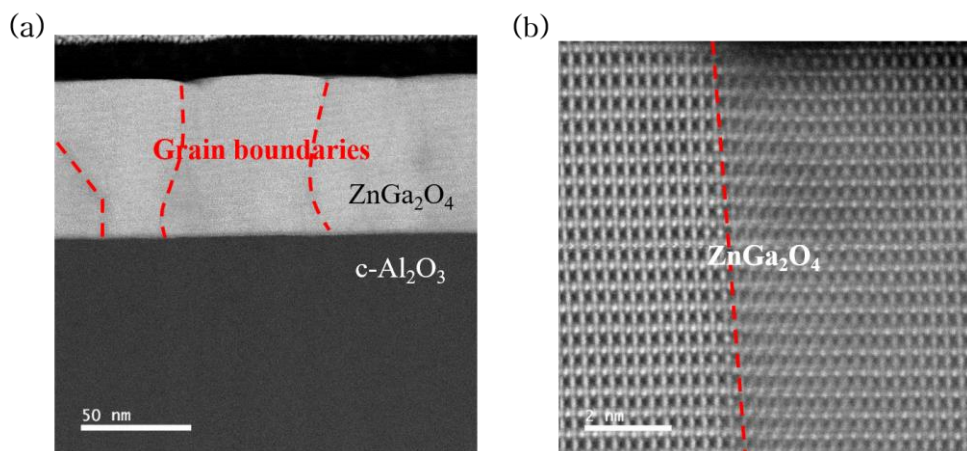 (a)
(b)
Grain boundaries
ZnGa₂O₄
c-Al₂O₃
50 nm
ZnGa₂O₄
2 nm